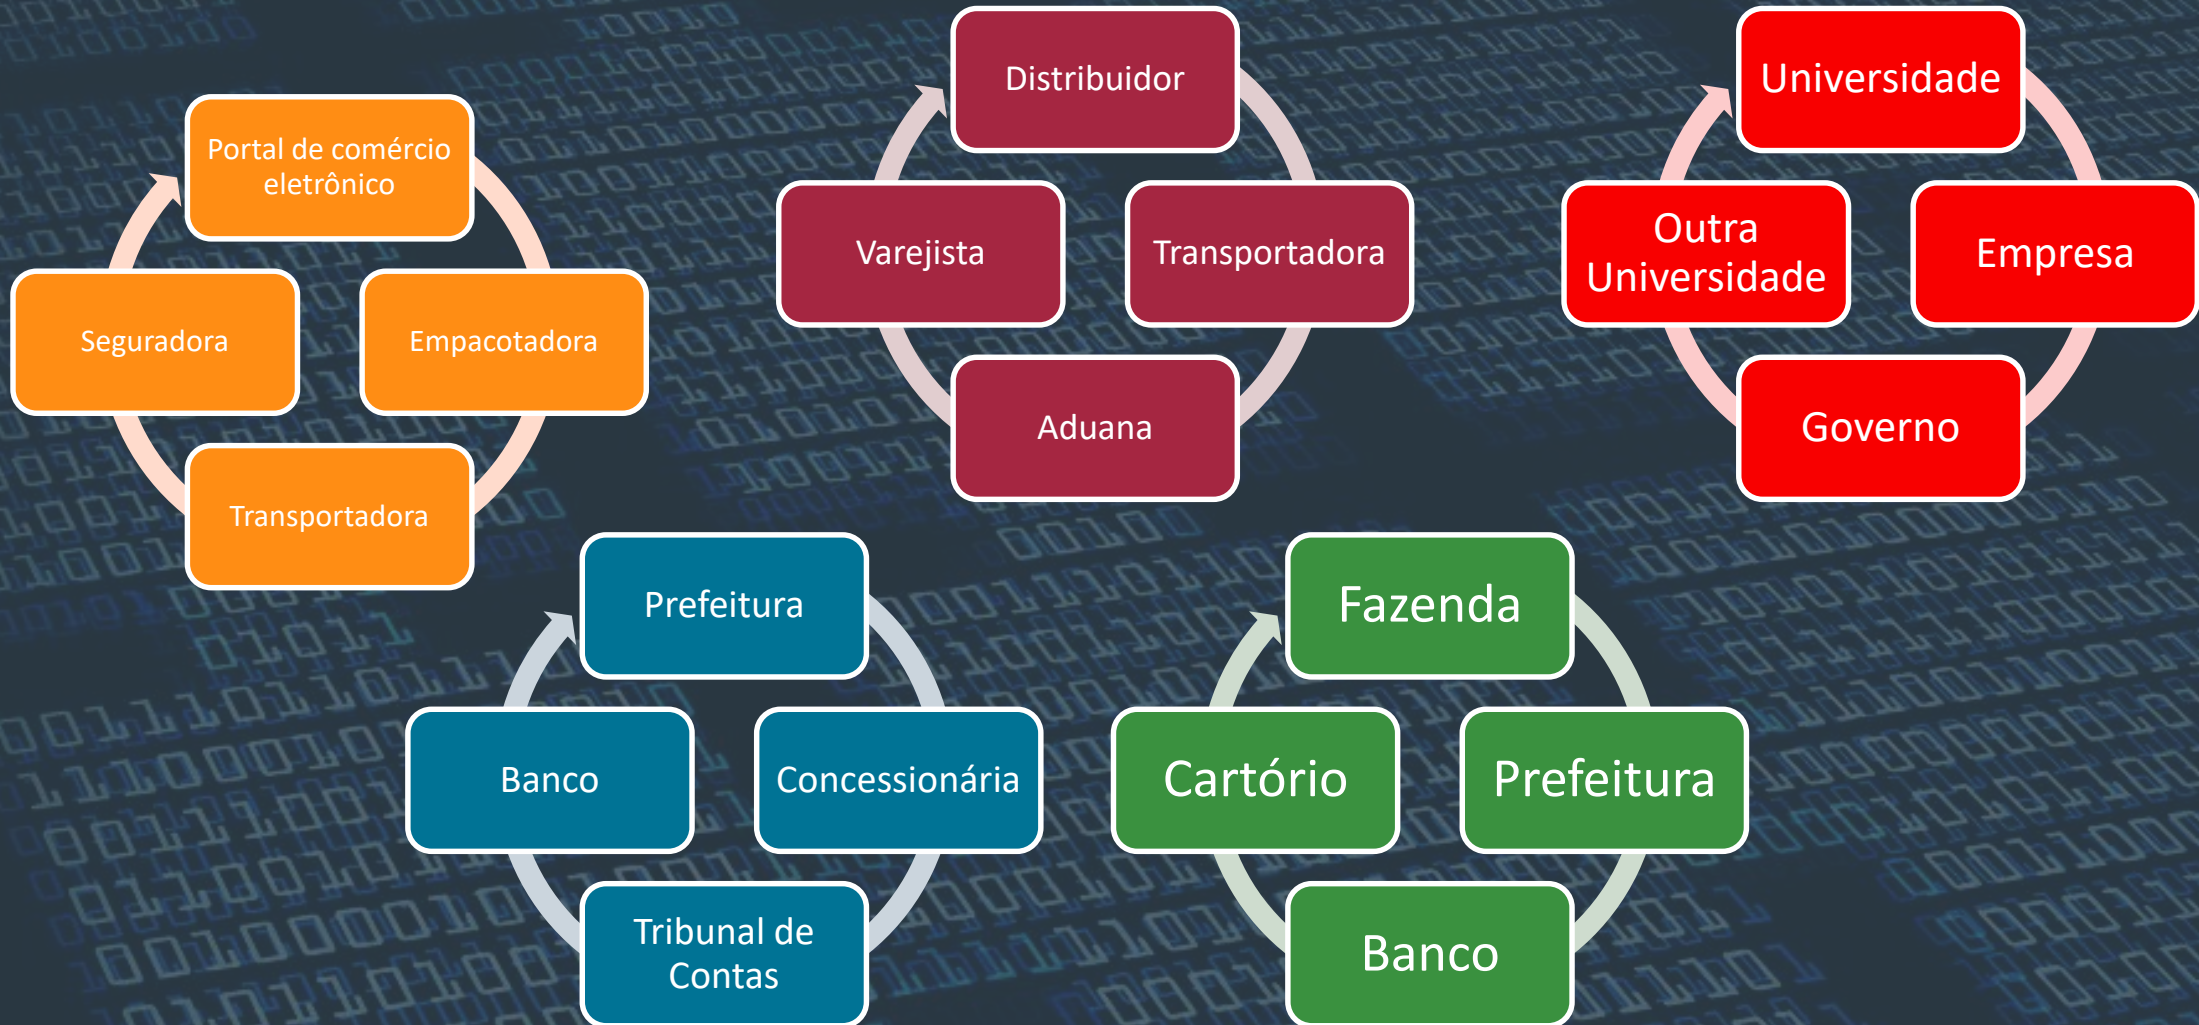 Portal de comércio
eletrônico
Empacotadora
Transportadora
Seguradora
Distribuidor
Transportadora
Aduana
Varejista
Universidade
Empresa
Governo
Outra
Universidade
Prefeitura
Concessionária
Tribunal de
Contas
Banco
Fazenda
Prefeitura
Banco
Cartório